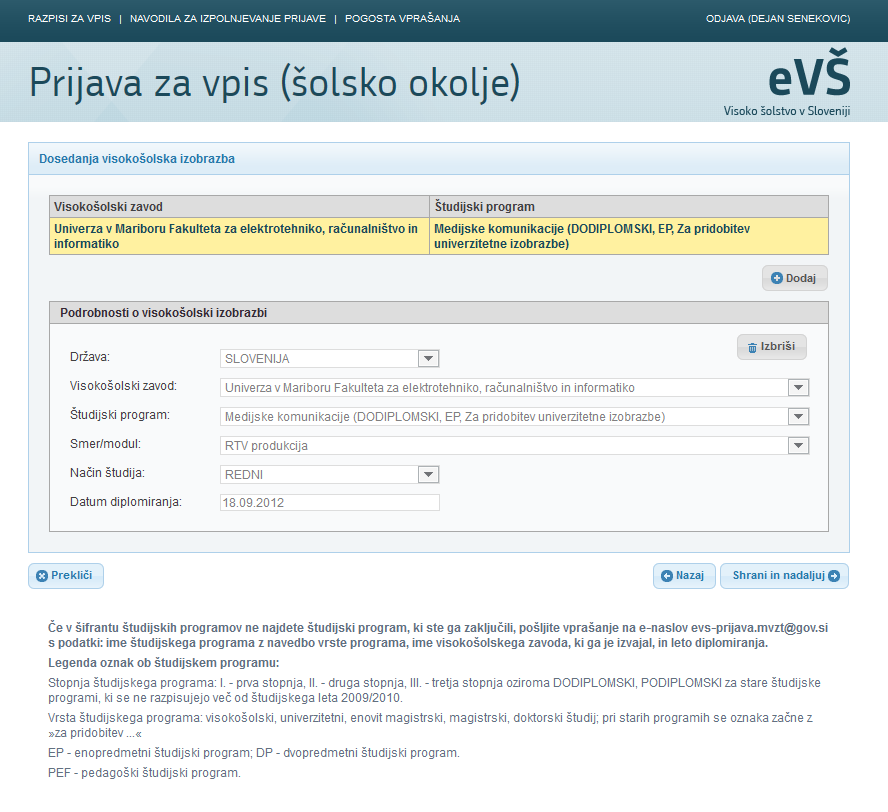 RAZPISI ZA VPIS | NAVODILA ZA IZPOLNJEVANJE PRIJAVE | POGOSTA VPRAŠANJA
ODJAVA (DEJAN SENEKOVIC)
Prijava za vpis (šolsko okolje)
eVŠ
Visoko šolstvo v Sloveniji
Dosedanja visokošolska izobrazba
Visokošolski zavod
Študijski program
Univerza v Mariboru Fakulteta za elektrotehniko, računalništvo in
informatiko
Medijske komunikacije (DODIPLOMSKI, EP, Za pridobitev
univerzitetne izobrazbe)
Dodaj
Podrobnosti o visokošolski izobrazbi
Izbriši
Država:
SLOVENIJA
Visokošolski zavod:
Univerza v Mariboru Fakulteta za elektrotehniko, računalništvo in informatiko
Študijski program:
Medijske komunikacije (DODIPLOMSKI, EP, Za pridobitev univerzitetne izobrazbe)
Smer/modul:
RTV produkcija
Način študija:
REDNI
Datum diplomiranja:
18.09.2012
Prekliči
Nazaj
Shrani in nadaljuj
Če v šifrantu študijskih programov ne najdete študijski program, ki ste ga zaključili, pošljite vprašanje na e-naslov evs-prijava.mvzt@gov.si
s podatki: ime študijskega programa z navedbo vrste programa, ime visokošolskega zavoda, ki ga je izvajal, in leto diplomiranja.
Legenda oznak ob študijskem programu:
Stopnja študijskega programa: I. - prva stopnja, II. - druga stopnja, III. - tretja stopnja oziroma DODIPLOMSKI, PODIPLOMSKI za stare študijske
programi, ki se ne razpisujejo več od študijskega leta 2009/2010.
Vrsta študijskega programa: visokošolski, univerzitetni, enovit magistrski, magistrski, doktorski študij; pri starih programih se oznaka začne z
»za pridobitev ...«
EP - enopredmetni študijski program; DP - dvopredmetni študijski program.
PEF - pedagoški študijski program.